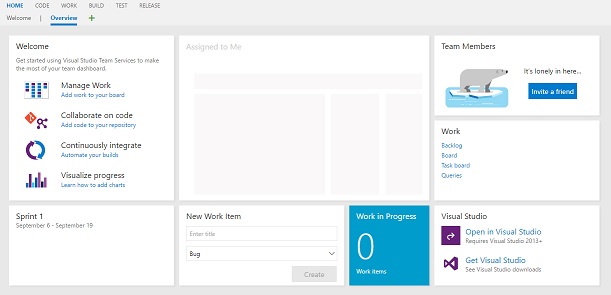 HOME CODE WORK BUILD TEST RELEASE
Welcome | Overview +
Welcome
Get started using Visual Studio Team Services to make
the most of your team dashboard.
Manage Work
Add work to your board
Collaborate on code
Add code to your repository
Continuously integrate
Automate your builds
Visualize progress
Learn how to add charts
Assigned to Me
Team Members
It's lonely in here...
Invite a friend
Work
Backlog
Board
Task board
Queries
Sprint 1
September 6 - September 19
New Work Item
Enter title
Bug
Create
Work in Progress
0
Work items
Visual Studio
Open in Visual Studio
Requires Visual Studio 2013+
Get Visual Studio
See Visual Studio downloads